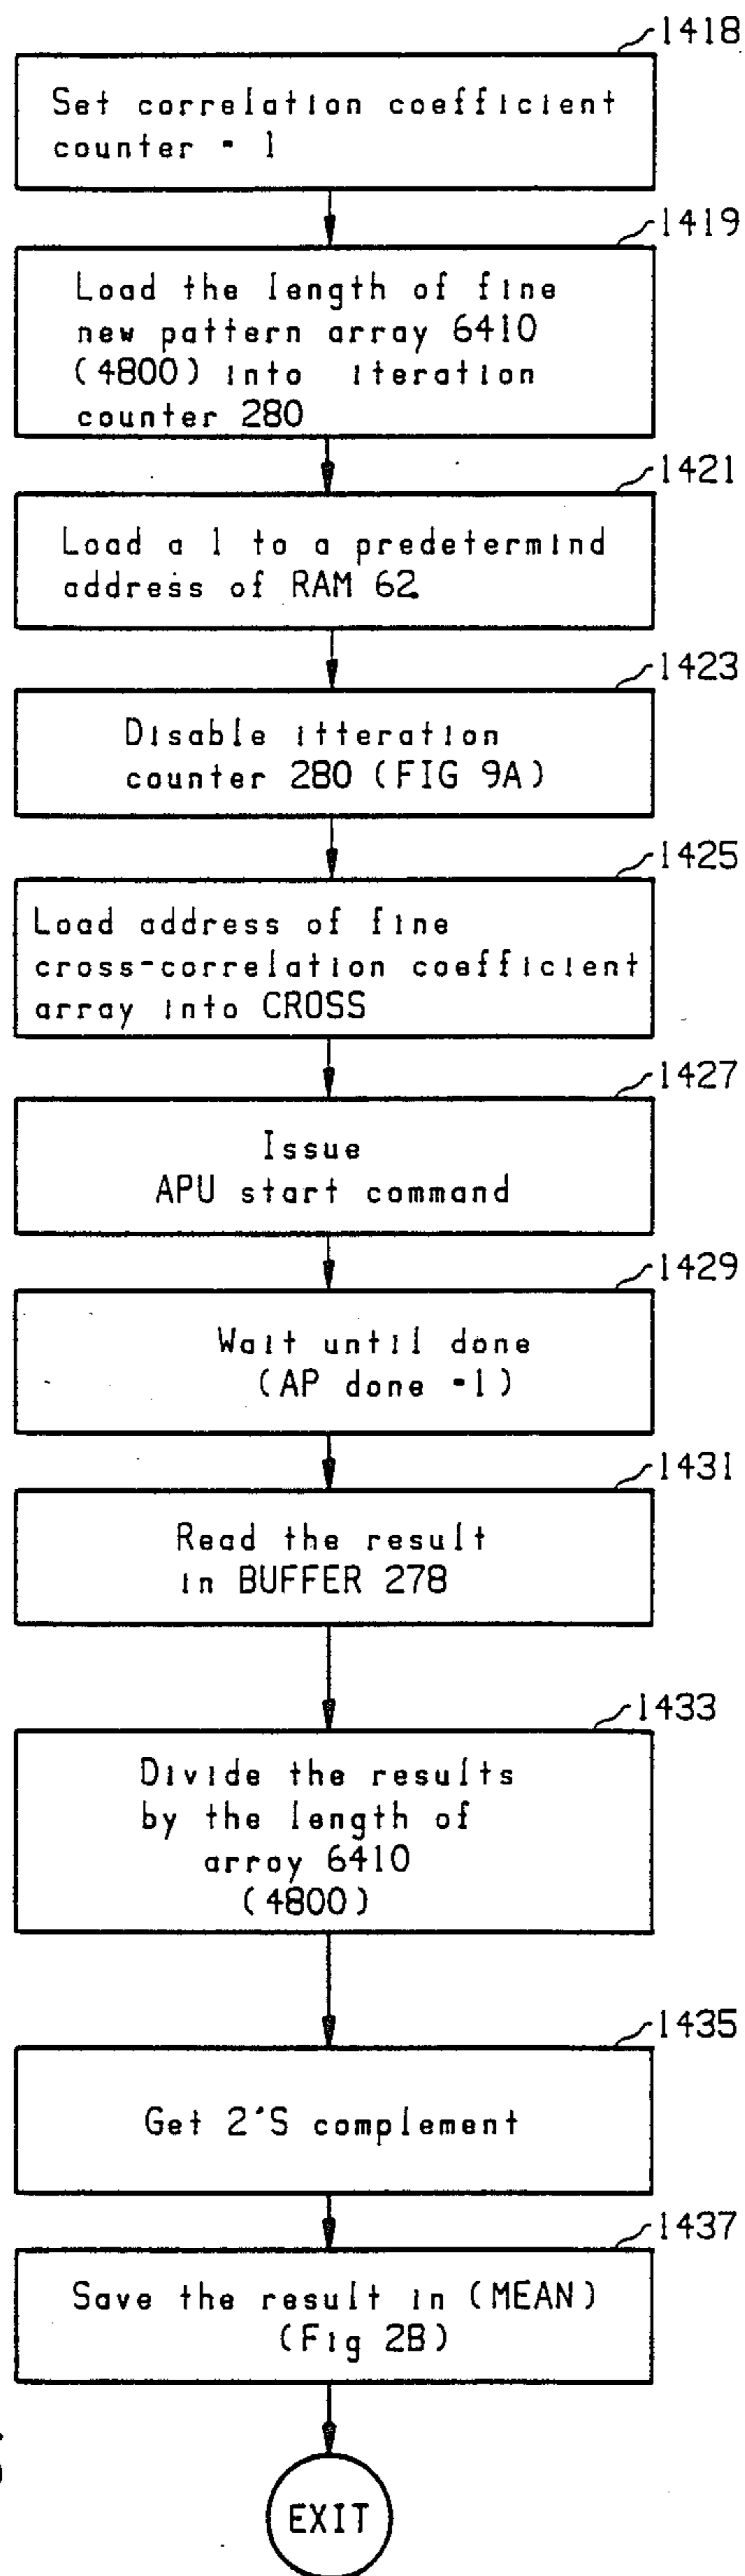 1418
Set correlation coefficient
counter = 1
1419
Load the length of fine
new pattern array 6410
(4800) into iteration
counter 280
1421
Load a 1 to a predetermind
address of RAM 62
1423
Disable itteration
counter 280 (FIG 9A)
1425
Load address of fine
cross-correlation coefficient
array into CROSS
1427
Issue
APU start command
1429
Wait until done
(AP done =1)
1431
Read the result
in BUFFER 278
1433
Divide the results
by the length of
array 6410
(4800)
1435
Get 2'S complement
1437
Save the result in (MEAN)
(Fig 2B)
EXIT